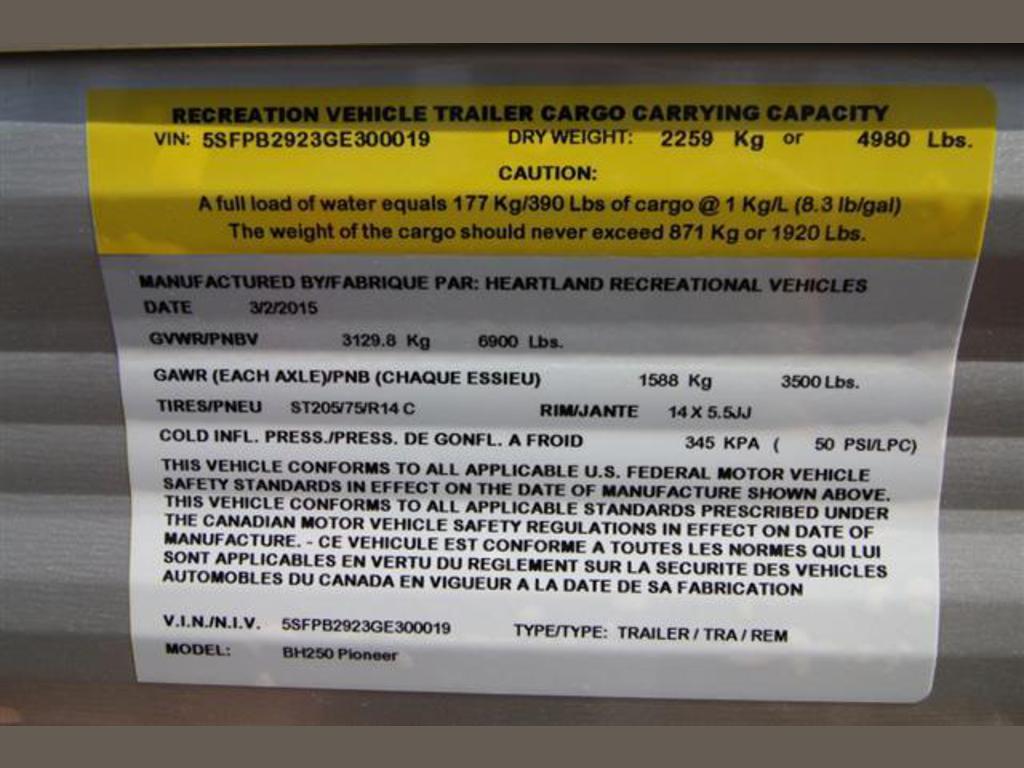 RECREATION VEHICLE TRAILER CARGO CARRYING CAPACITY
VIN: 5SFPB2923GE300019 DRY WEIGHT: 2259 Kg or 4980 Lbs.
CAUTION:
A full load of water equals 177 Kg/390 Lbs of cargo @ 1 Kg/L (8.3 lb/gal)
The weight of the cargo should never exceed 871 Kg or 1920 Lbs.
MANUFACTURED BY/FABRIQUE PAR: HEARTLAND RECREATIONAL VEHICLES
DATE 3/2/2015
GVWR/PNBV 3129.8 Kg 6900 Lbs.
GAWR (EACH AXLE)/PNB (CHAQUE ESSIEU) 1588 Kg 3500 Lbs.
TIRES/PNEU ST205/75/R14 C RIM/JANTE 14 X 5.5JJ
COLD INFL. PRESS./PRESS. DE GONFL. A FROID 345 KPA ( 50 PSI/LPC)
THIS VEHICLE CONFORMS TO ALL APPLICABLE U.S. FEDERAL MOTOR VEHICLE
SAFETY STANDARDS IN EFFECT ON THE DATE OF MANUFACTURE SHOWN ABOVE.
THIS VEHICLE CONFORMS TO ALL APPLICABLE STANDARDS PRESCRIBED UNDER
THE CANADIAN MOTOR VEHICLE SAFETY REGULATIONS IN EFFECT ON DATE OF
MANUFACTURE. - CE VEHICULE EST CONFORME A TOUTES LES NORMES QUI LUI
SONT APPLICABLES EN VERTU DU REGLEMENT SUR LA SECURITE DES VEHICLES
AUTOMOBLES DU CANADA EN VIGUEUR A LA DATE DE SA FABRICATION
V.I.N./N.I.V. 5SFPB2923GE300019 TYPE/TYPE: TRAILER / TRA / REM
MODEL: BH250 Pioneer